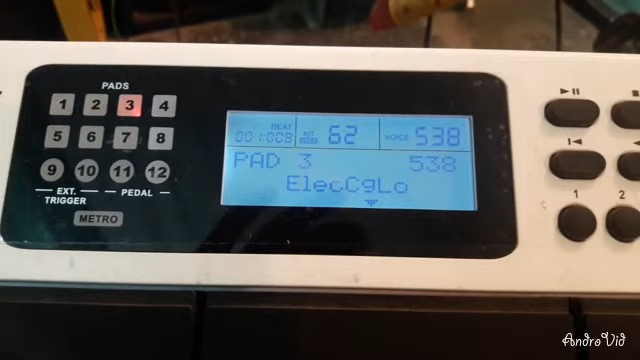 PADS
1 2 3 4
5 6 7 8
9 10 11 12
EXT. TRIGGER
PEDAL
METRO
BEAT 001:008
KIT 62
VOICE 538
PAD 3 538
ElecCgLo
1 2
AndroVid